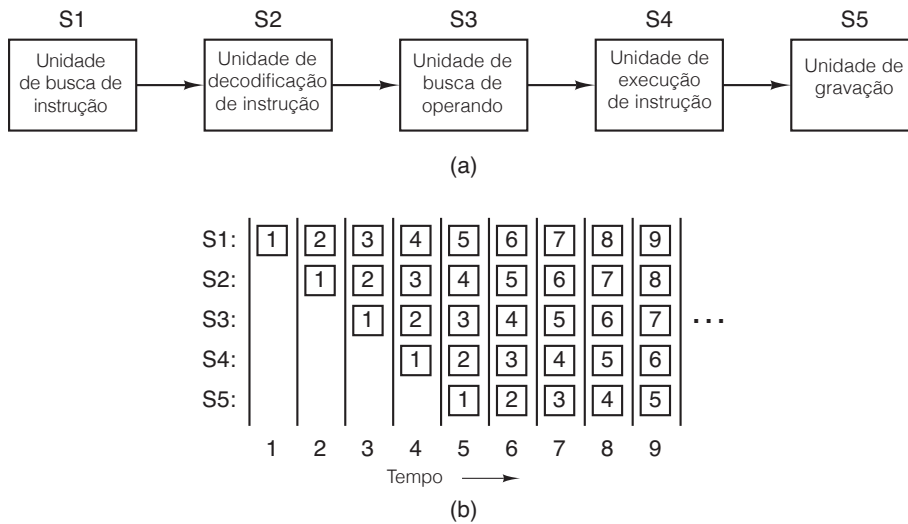 S1 S2 S3 S4 S5
Unidade de busca de instrução
Unidade de decodificação de instrução
Unidade de busca de operando
Unidade de execução de instrução
Unidade de gravação
(a)
S1: 1 2 3 4 5 6 7 8 9
S2: 1 2 3 4 5 6 7 8
S3: 1 2 3 4 5 6 7 ...
S4: 1 2 3 4 5 6
S5: 1 2 3 4 5
1 2 3 4 5 6 7 8 9
Tempo
(b)